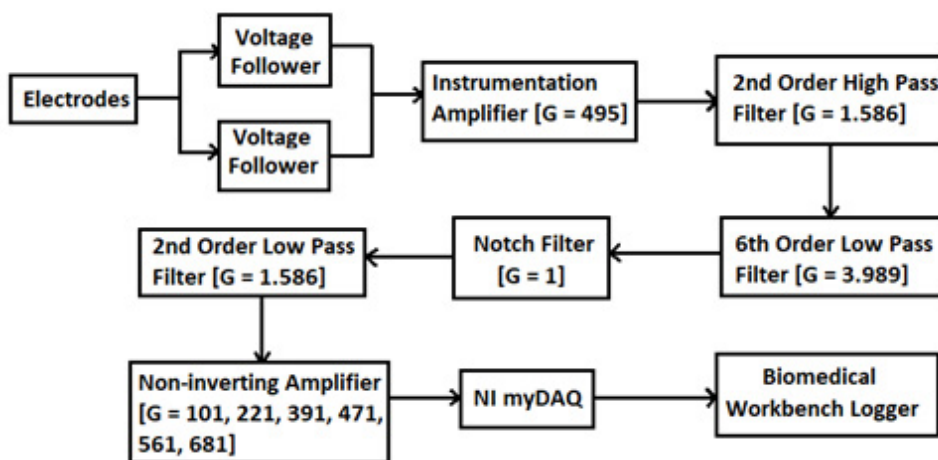 Electrodes
Voltage
Follower
Voltage
Follower
Instrumentation
Amplifier [G = 495]
2nd Order High Pass
Filter [G = 1.586]
6th Order Low Pass
Filter [G = 3.989]
Notch Filter
[G = 1]
2nd Order Low Pass
Filter [G = 1.586]
Non-inverting Amplifier
[G = 101, 221, 391, 471,
561, 681]
NI myDAQ
Biomedical
Workbench Logger